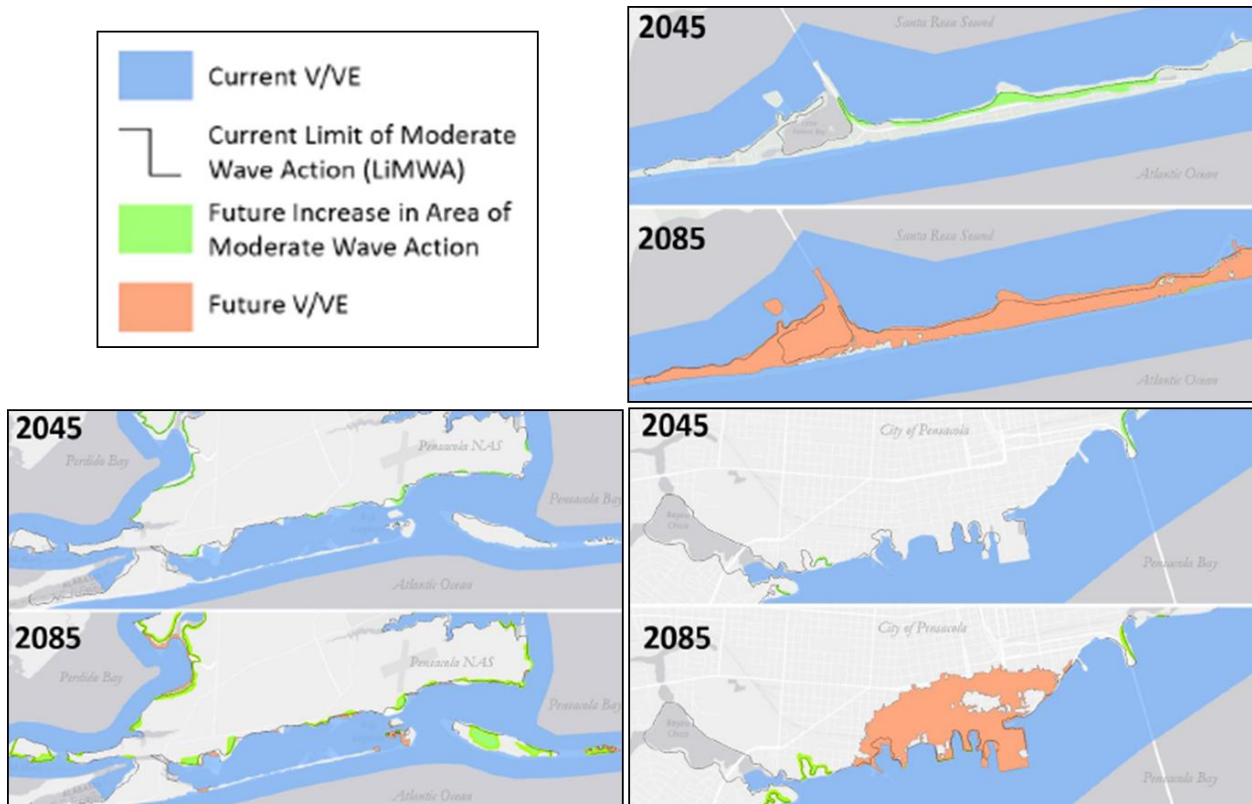 Current V/VE
Current Limit of Moderate
Wave Action (LiMWA)
Future Increase in Area of
Moderate Wave Action
Future V/VE
2045
Santa Rosa Sound
Atlantic Ocean
2085
Santa Rosa Sound
Atlantic Ocean
2045
Perdido Bay
Pensacola NAS
Pensacola Bay
Atlantic Ocean
2085
Perdido Bay
Pensacola NAS
Pensacola Bay
Atlantic Ocean
2045
City of Pensacola
Bayou
Chico
Pensacola Bay
2085
City of Pensacola
Bayou
Chico
Pensacola Bay